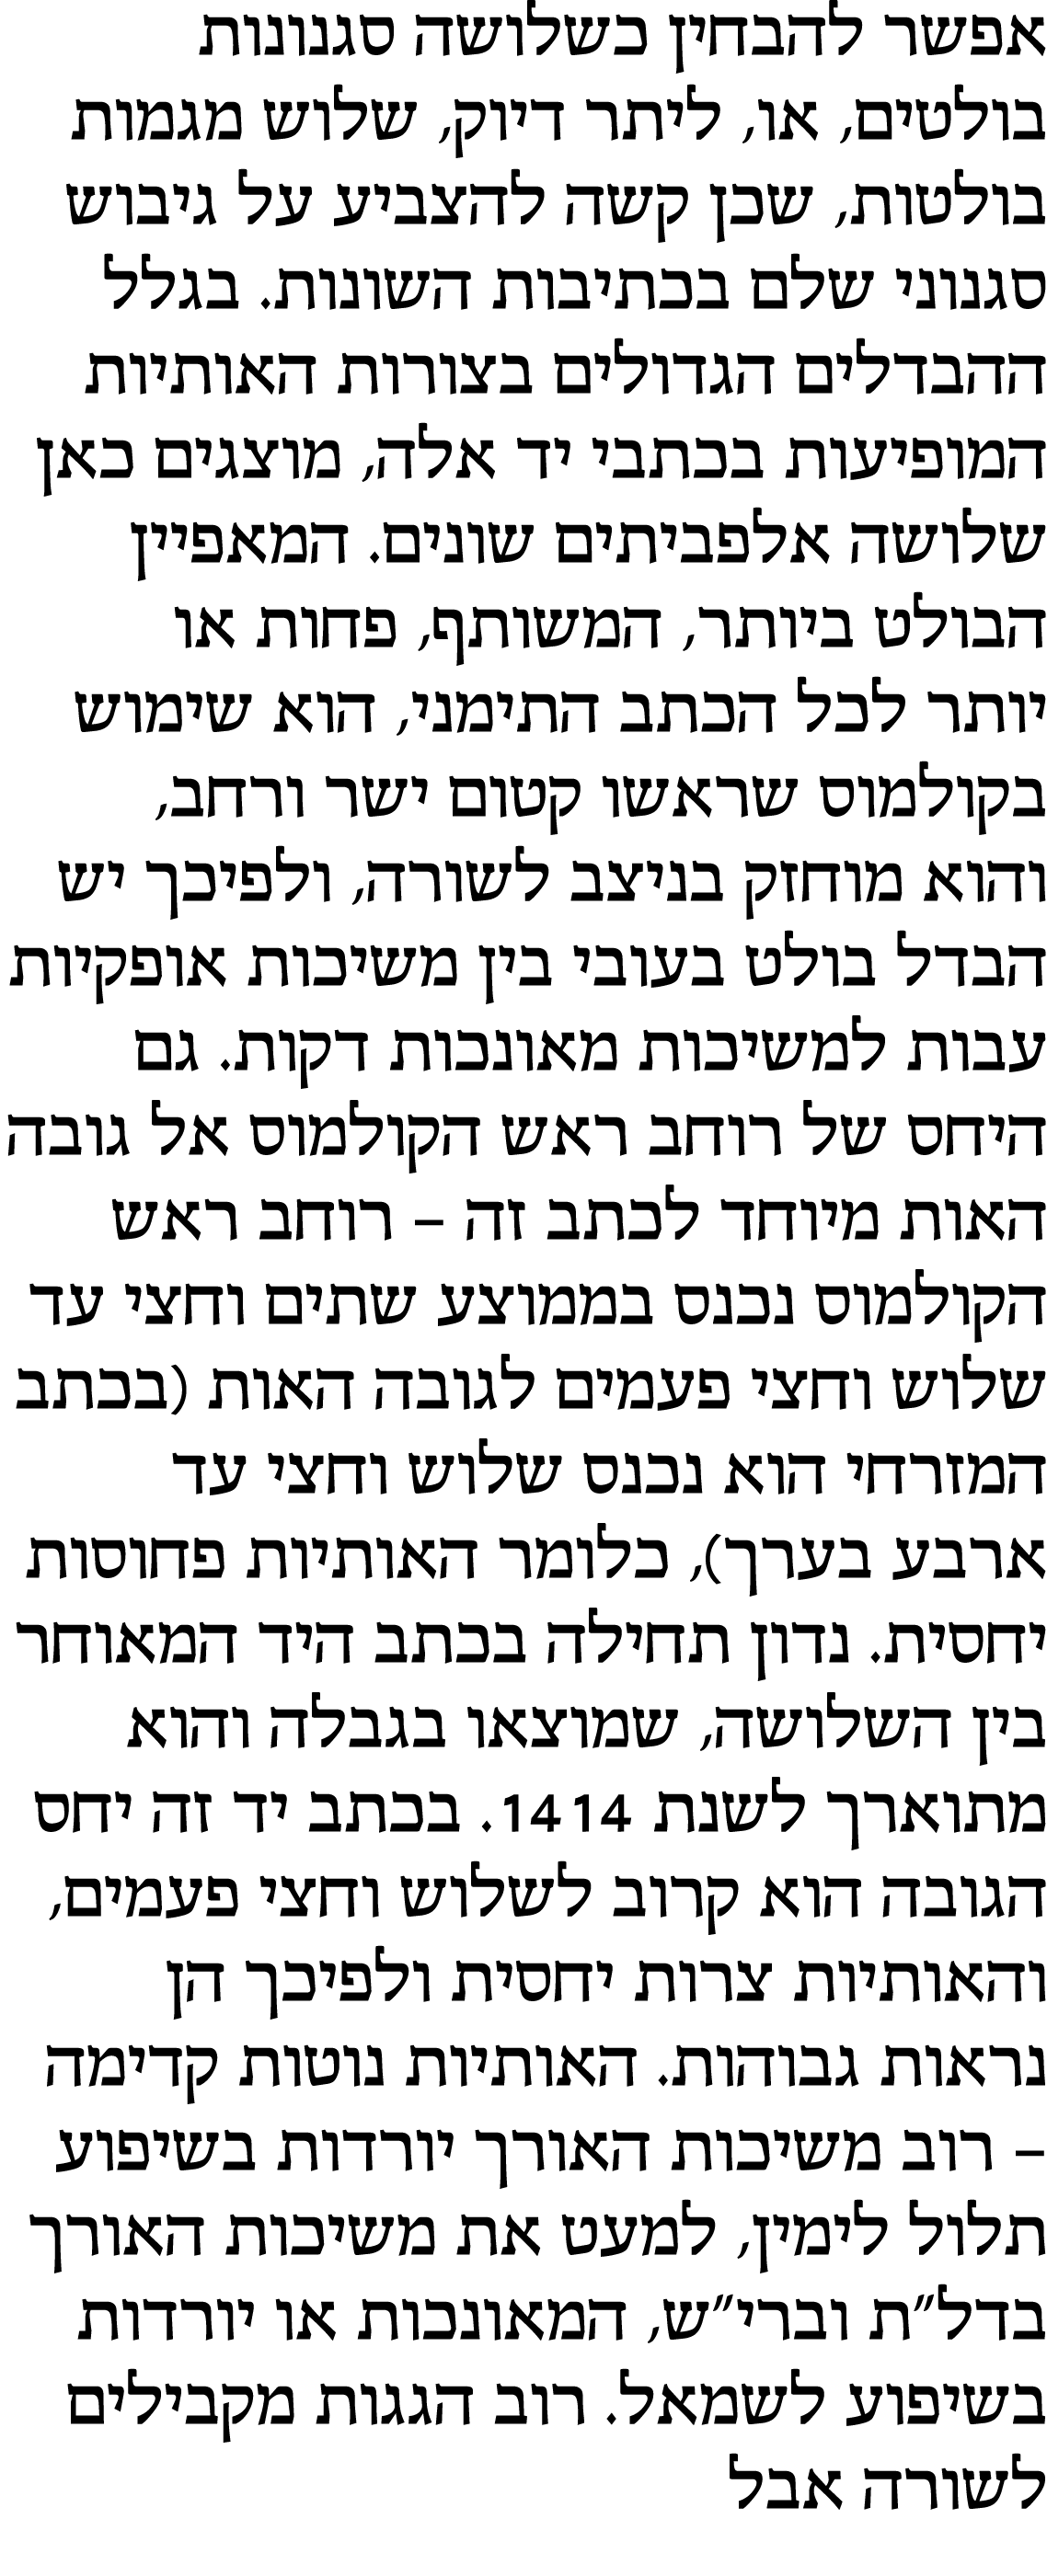 אפשר להבחין בשלושה סגנונות
בולטים, או, ליתר דיוק, שלוש מגמות
בולטות, שכן קשה להצביע על גיבוש
סגנוני שלם בכתיבות השונות. בגלל
ההבדלים הגדולים בצורות האותיות
המופיעות בכתבי יד אלה, מוצגים כאן
שלושה אלפביתים שונים. המאפיין
הבולט ביותר, המשותף, פחות או
יותר לכל הכתב התימני, הוא שימוש
בקולמוס שראשו קטום ישר ורחב,
והוא מוחזק בניצב לשורה, ולפיכך יש
הבדל בולט בעובי בין משיכות אופקיות
עבות למשיכות מאונכות דקות. גם
היחס של רוחב ראש הקולמוס אל גובה
האות מיוחד לכתב זה – רוחב ראש
הקולמוס נכנס בממוצע שתים וחצי עד
שלוש וחצי פעמים לגובה האות (בכתב
המזרחי הוא נכנס שלוש וחצי עד
ארבע בערך), כלומר האותיות פחוסות
יחסית. נדון תחילה בכתב היד המאוחר
בין השלושה, שמוצאו בגבלה והוא
מתוארך לשנת 1414. בכתב יד זה יחס
הגובה הוא קרוב לשלוש וחצי פעמים,
והאותיות צרות יחסית ולפיכך הן
נראות גבוהות. האותיות נוטות קדימה
– רוב משיכות האורך יורדות בשיפוע
תלול לימין, למעט את משיכות האורך
בדל״ת וברי״ש, המאונכות או יורדות
בשיפוע לשמאל. רוב הגגות מקבילים
לשורה אבל